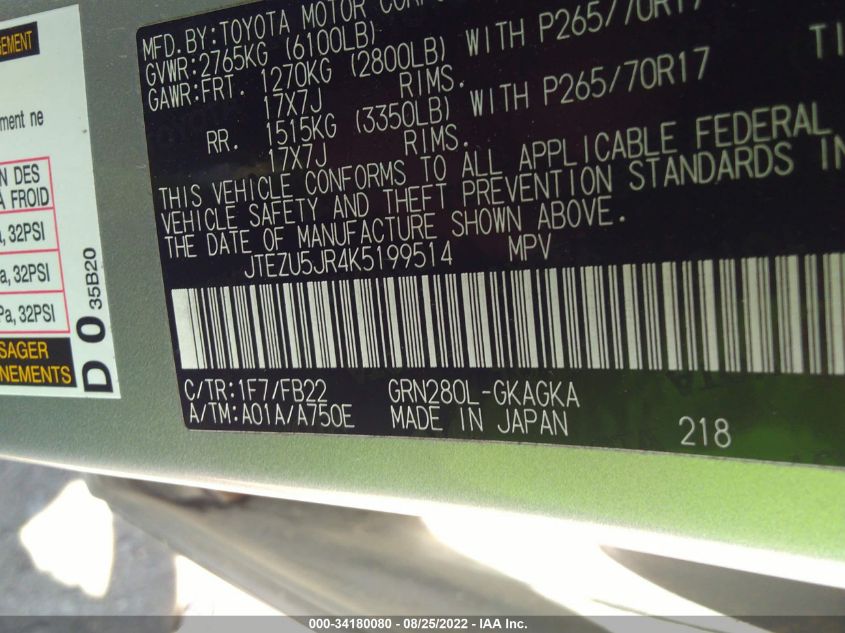 GEMENT
ment ne
N DES
A FROID
a, 32PSI
a, 32PSI
Pa, 32PSI
SAGER
NEMENTS
D 0 35B20
MFD.BY:TOYOTA MOTOR CORPO
GVWR:2765KG (6100LB)
GAWR:FRT. 1270KG (2800LB) WITH P265/70R17
17X7J RIMS.
RR. 1515KG (3350LB) WITH P265/70R17 TI
17X7J RIMS.
THIS VEHICLE CONFORMS TO ALL APPLICABLE FEDERAL
VEHICLE SAFETY AND THEFT PREVENTION STANDARDS IN
THE DATE OF MANUFACTURE SHOWN ABOVE.
JTEZU5JR4K5199514 MPV
C/TR:1F7/FB22 GRN280L-GKAGKA
A/TM:A01A/A750E MADE IN JAPAN 218
000-34180080 - 08/25/2022 - IAA Inc.